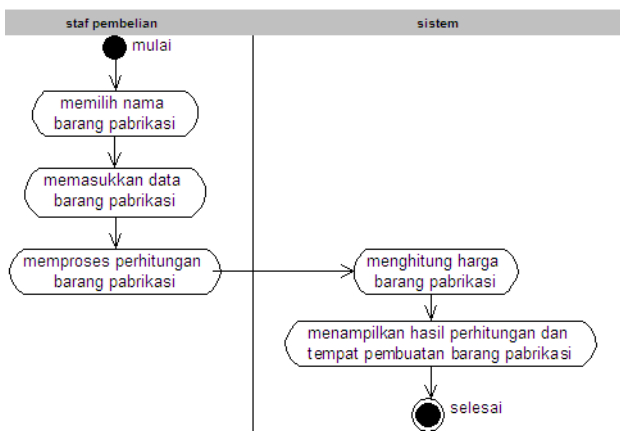 staf pembelian
sistem
mulai
memilih nama
barang pabrikasi
memasukkan data
barang pabrikasi
memproses perhitungan
barang pabrikasi
menghitung harga
barang pabrikasi
menampilkan hasil perhitungan dan
tempat pembuatan barang pabrikasi
selesai